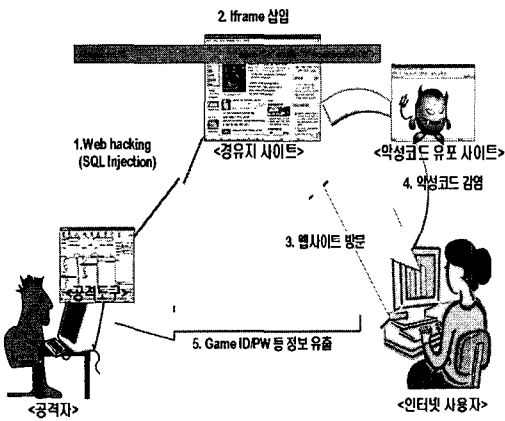 2. Iframe 삽입
1.Web hacking
(SQL Injection)
<경유지 사이트>
<악성코드 유포 사이트>
4. 악성코드 감염
3. 웹사이트 방문
<공격도구>
5. Game ID/PW 등 정보 유출
<공격자>
<인터넷 사용자>